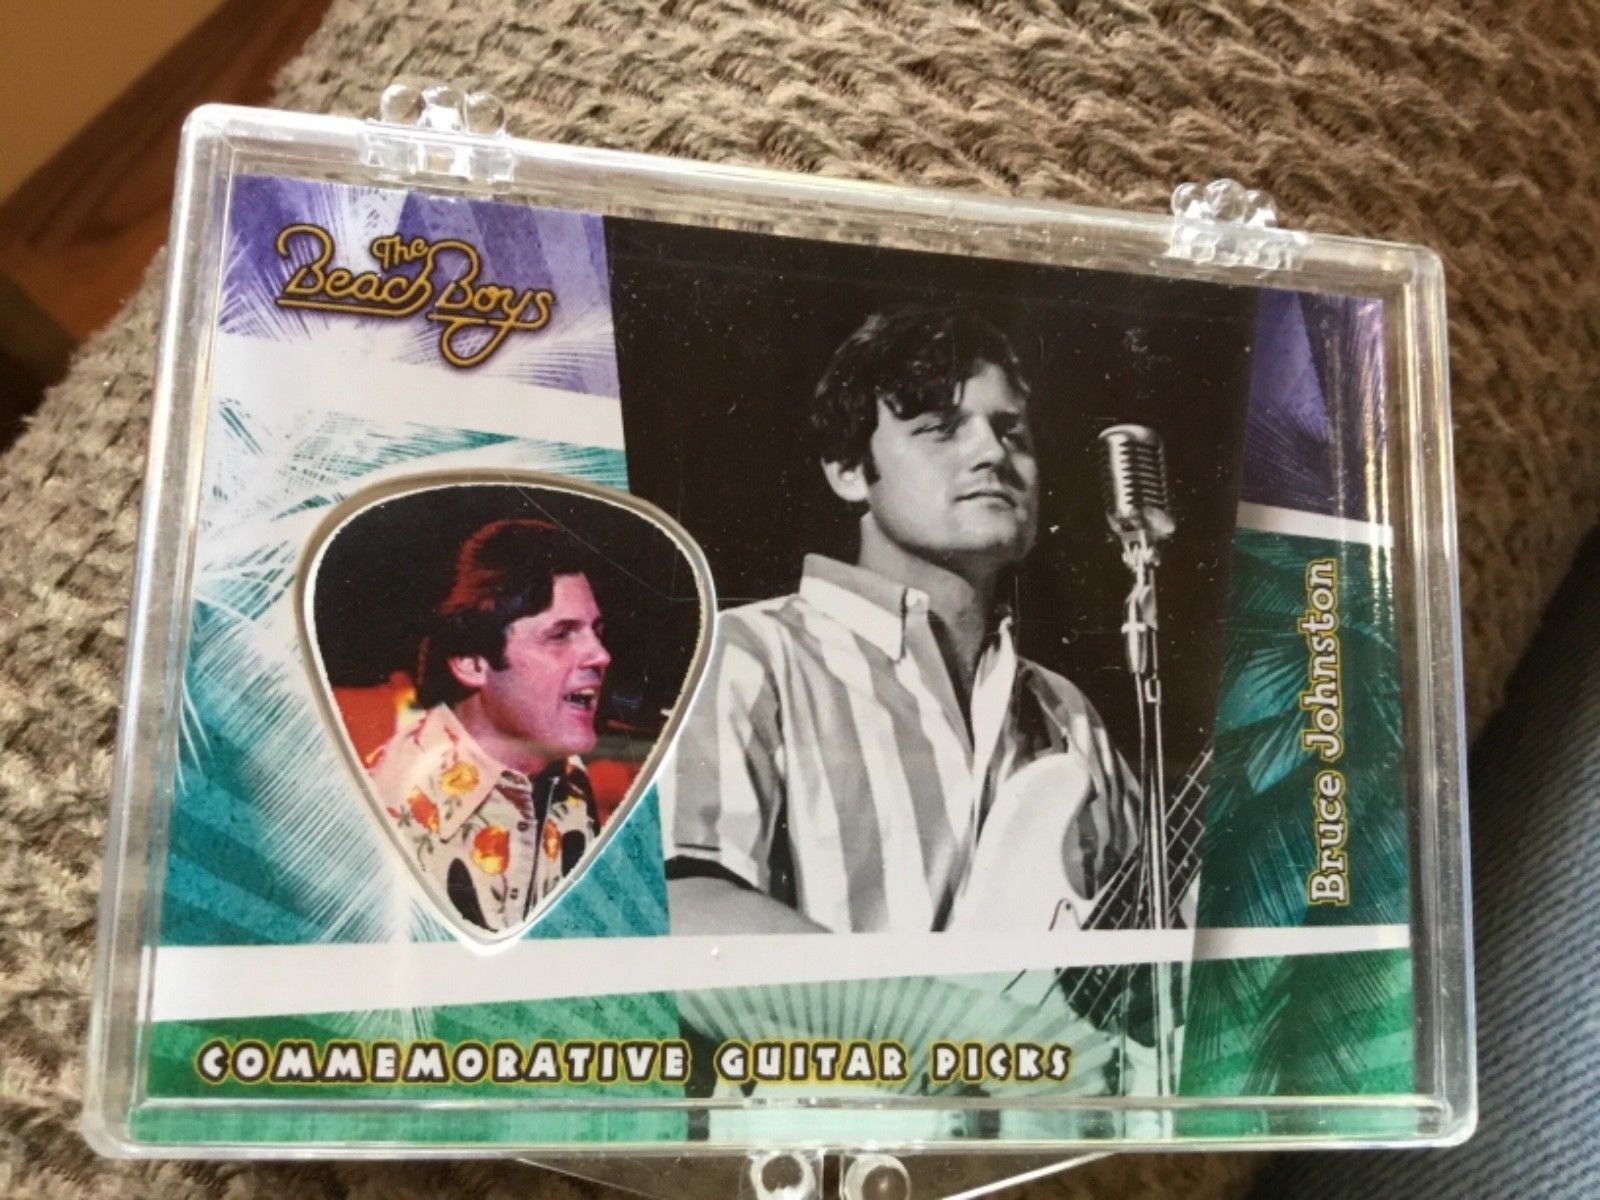 The
Beach Boys
Bruce Johnston
COMMEMORATIVE GUITAR PICKS